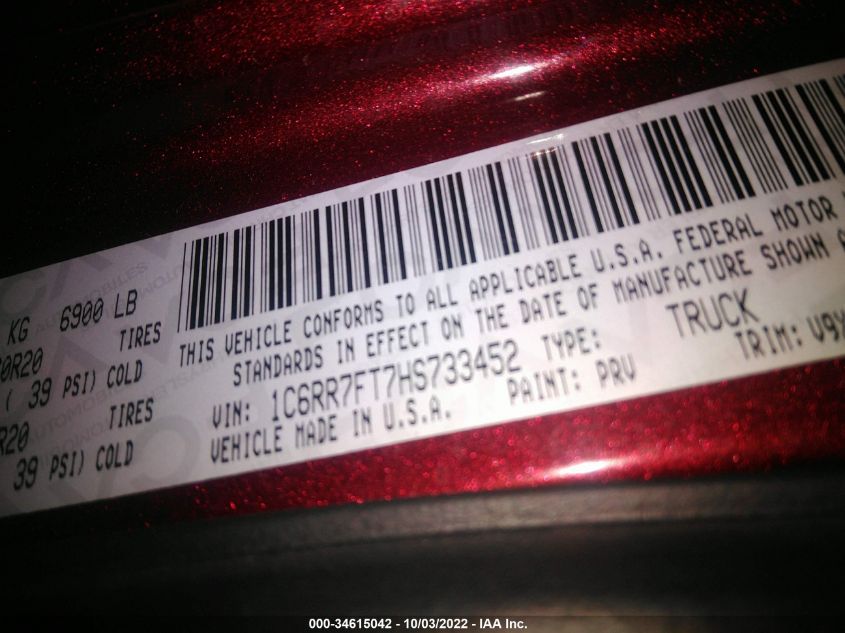 KG 6900 LB
TIRES
39 PSI) COLD
TIRES
39 PSI) COLD
THIS VEHICLE CONFORMS TO ALL APPLICABLE U.S.A. FEDERAL MOTOR
STANDARDS IN EFFECT ON THE DATE OF MANUFACTURE SHOWN
VIN: 1C6RR7FT7HS733452 TYPE: TRUCK
VEHICLE MADE IN U.S.A. PAINT: PRV TRIM: V9X
000-34615042 - 10/03/2022 - IAA Inc.